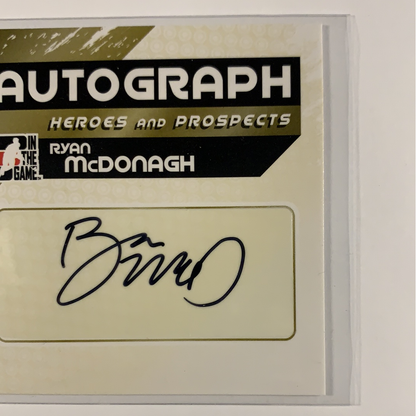 AUTOGRAPH
HEROES AND PROSPECTS
IN THE GAME
RYAN
McDONAGH